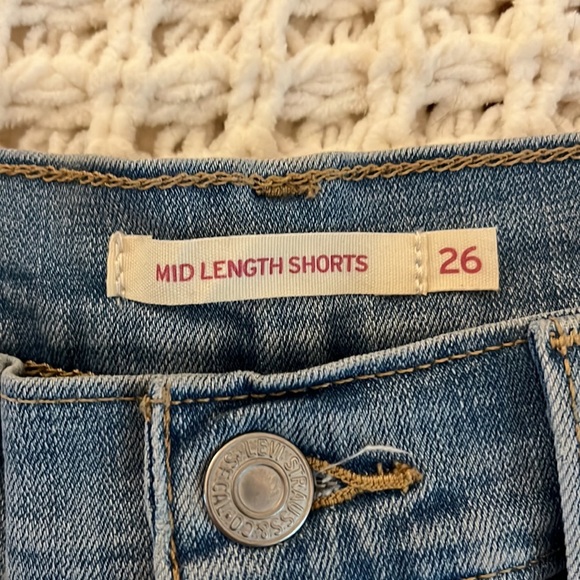 MID LENGTH SHORTS
26
LEVI STRAUSS & CO.
S.F. CAL.